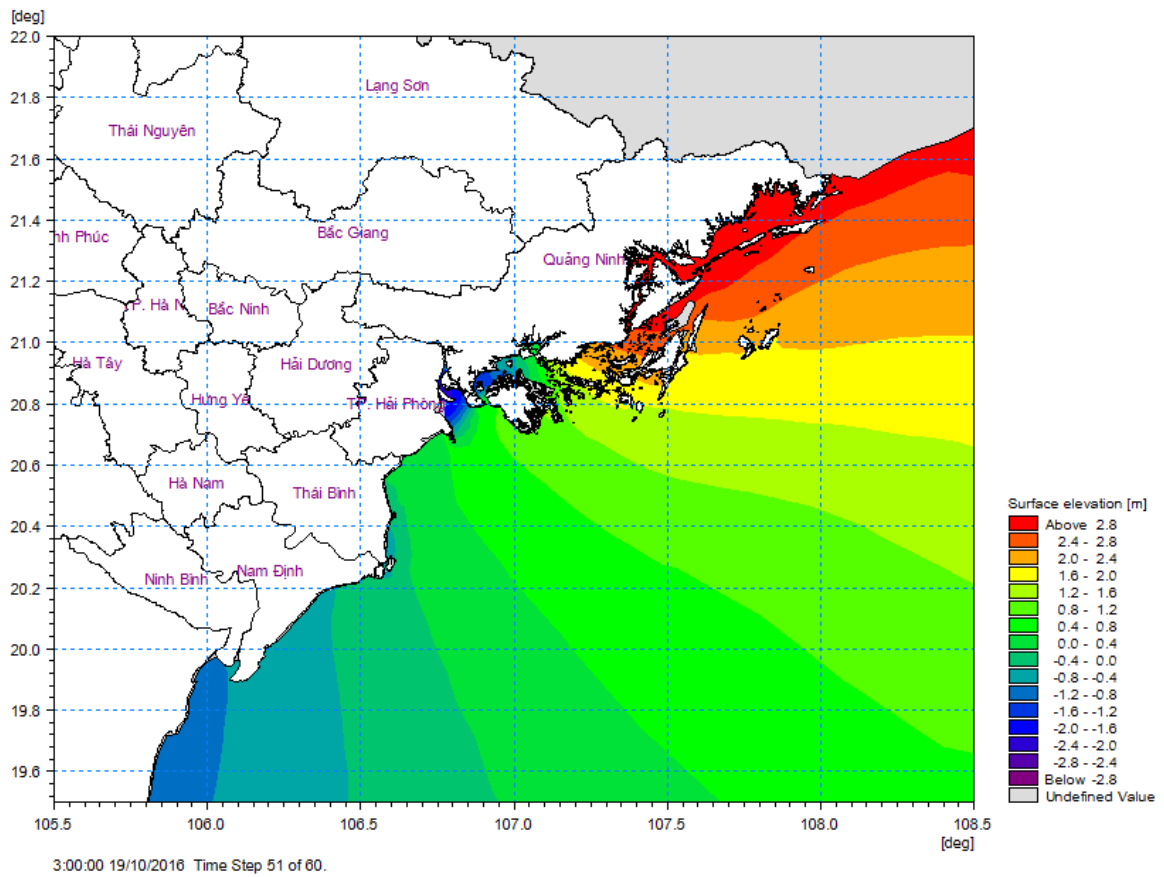 [deg]
22.0
21.8
21.6
21.4
21.2
21.0
20.8
20.6
20.4
20.2
20.0
19.8
19.6
105.5 106.0 106.5 107.0 107.5 108.0 108.5
[deg]
Lạng Sơn
Thái Nguyên
nh Phúc
Bắc Giang
Quảng Ninh
P. Hà N
Bắc Ninh
Hà Tây
Hải Dương
Hưng Yê
TP. Hải Phòng
Hà Nam
Thái Bình
Ninh Bình
Nam Định
Surface elevation [m]
Above 2.8
2.4 - 2.8
2.0 - 2.4
1.6 - 2.0
1.2 - 1.6
0.8 - 1.2
0.4 - 0.8
0.0 - 0.4
-0.4 - 0.0
-0.8 - -0.4
-1.2 - -0.8
-1.6 - -1.2
-2.0 - -1.6
-2.4 - -2.0
-2.8 - -2.4
Below -2.8
Undefined Value
3:00:00 19/10/2016 Time Step 51 of 60.